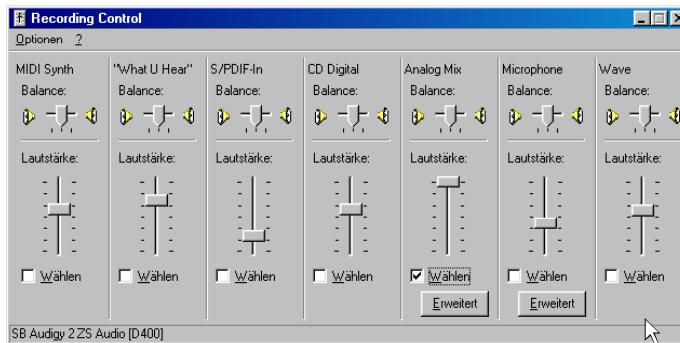 Recording Control
Optionen ?
MIDI Synth "What U Hear" S/PDIF-In CD Digital Analog Mix Microphone Wave
Balance: Balance: Balance: Balance: Balance: Balance: Balance:
Lautstärke: Lautstärke: Lautstärke: Lautstärke: Lautstärke: Lautstärke: Lautstärke:
Wählen Wählen Wählen Wählen Wählen Wählen Wählen
Erweitert Erweitert
SB Audigy 2 ZS Audio [D400]